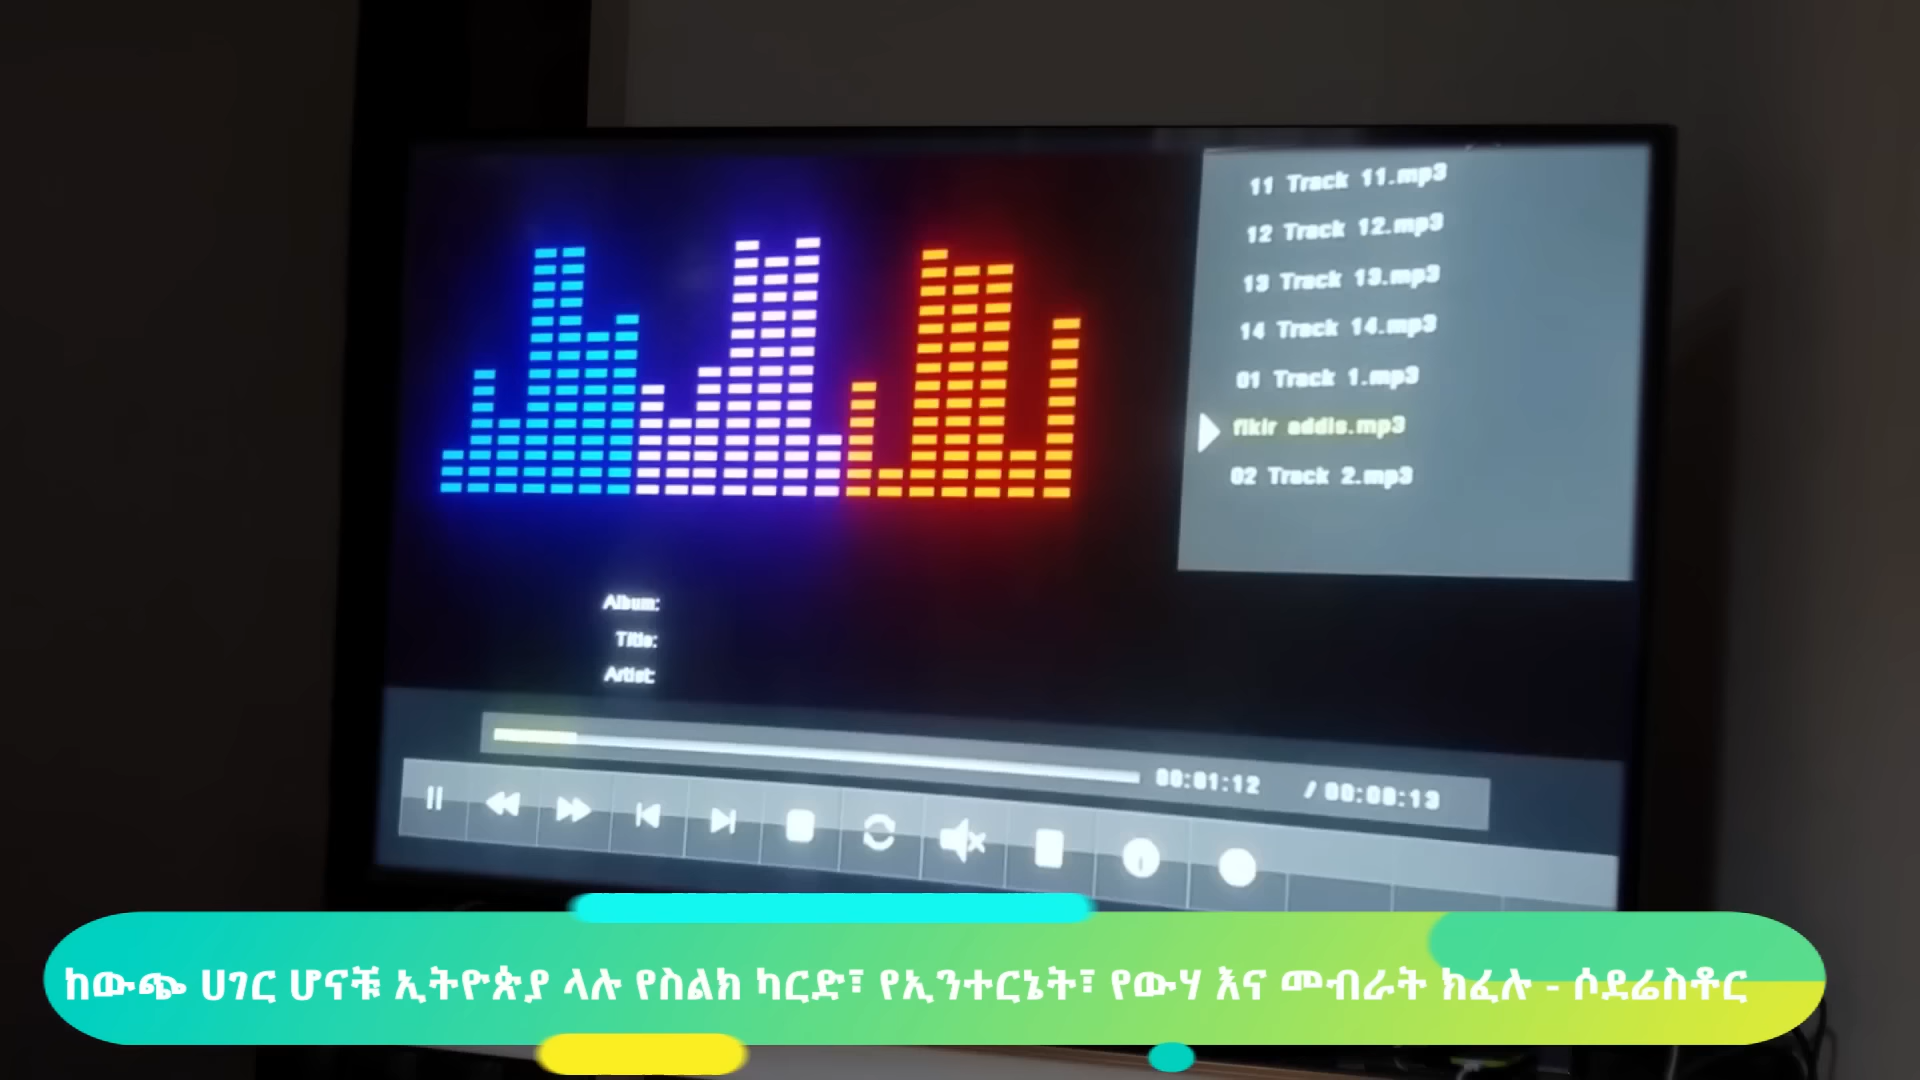 11 Track 11.mp3
12 Track 12.mp3
13 Track 13.mp3
14 Track 14.mp3
01 Track 1.mp3
fikir addis.mp3
02 Track 2.mp3
Album:
Title:
Artist:
00:01:12 / 00:08:13
ከውጭ ሀገር ሆናቹ ኢትዮጵያ ላሉ የስልክ ካርድ፣ የኢንተርኔት፣ የውሃ እና መብራት ክፈሉ - ሶደሬስቶር